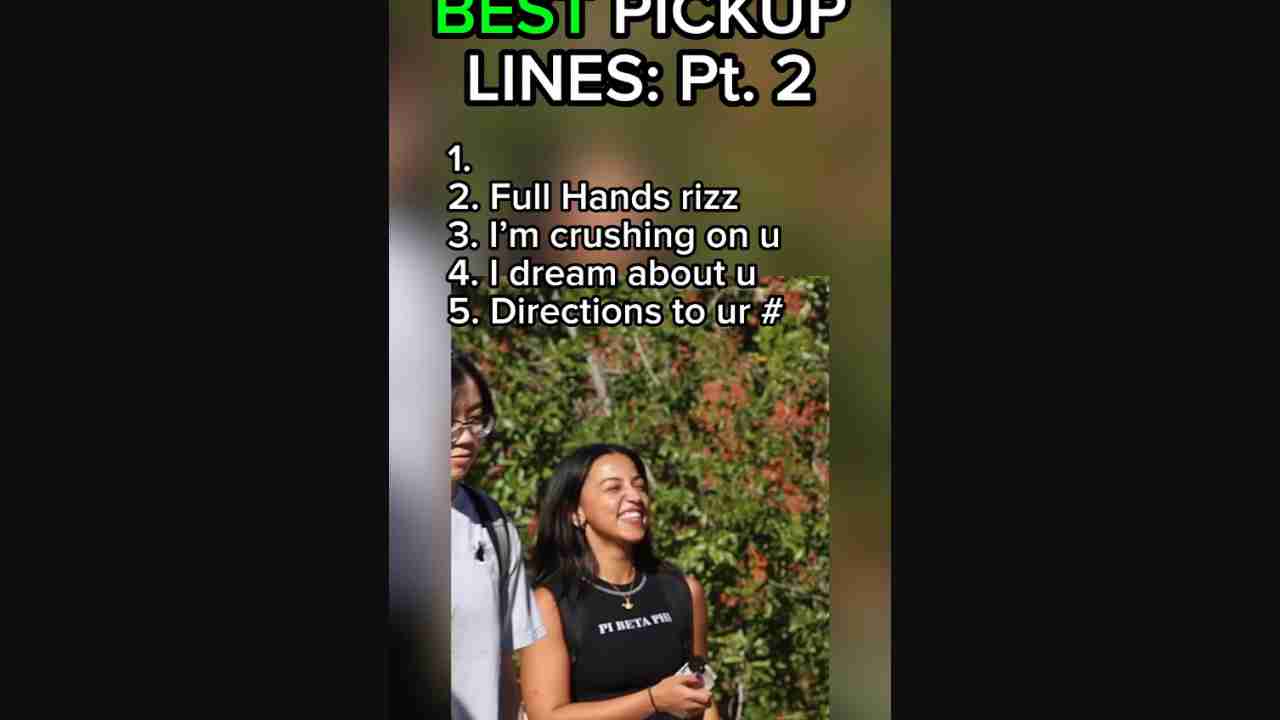 BEST PICKUP
LINES: Pt. 2
1.
2. Full Hands rizz
3. I’m crushing on u
4. I dream about u
5. Directions to ur #
PI BETA PHI